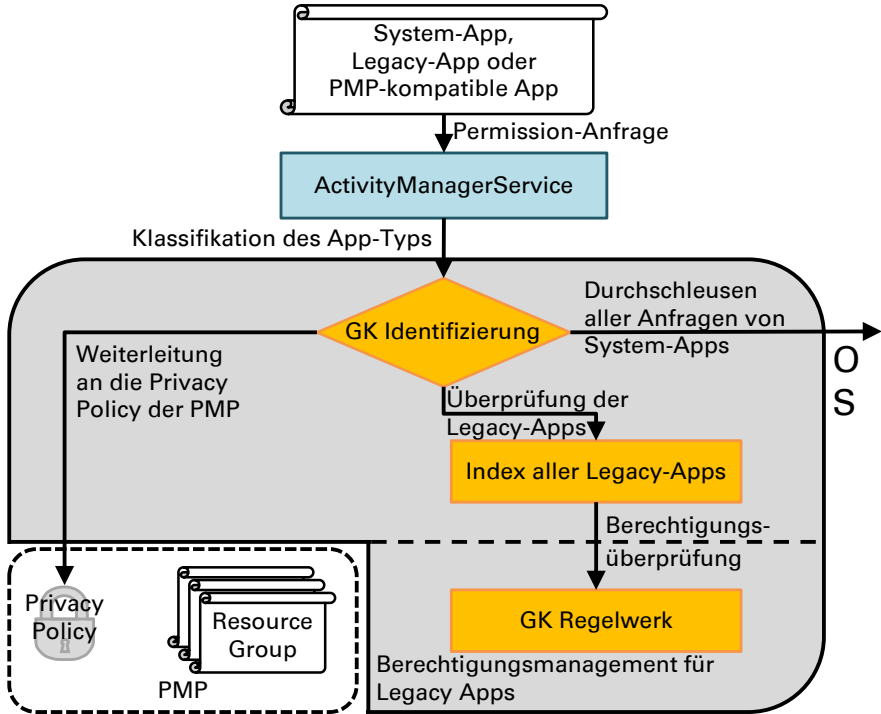 System-App,
Legacy-App oder
PMP-kompatible App
Permission-Anfrage
ActivityManagerService
Klassifikation des App-Typs
GK Identifizierung
Durchschleusen
aller Anfragen von
System-Apps
O
S
Weiterleitung
an die Privacy
Policy der PMP
Überprüfung der
Legacy-Apps
Index aller Legacy-Apps
Berechtigungs-
überprüfung
Privacy
Policy
Resource
Group
PMP
GK Regelwerk
Berechtigungsmanagement für
Legacy Apps